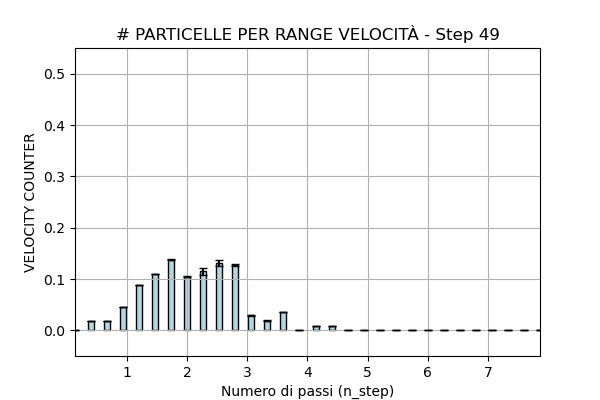 # PARTICELLE PER RANGE VELOCITÀ - Step 49
VELOCITY COUNTER
0.5
0.4
0.3
0.2
0.1
0.0
1 2 3 4 5 6 7
Numero di passi (n_step)